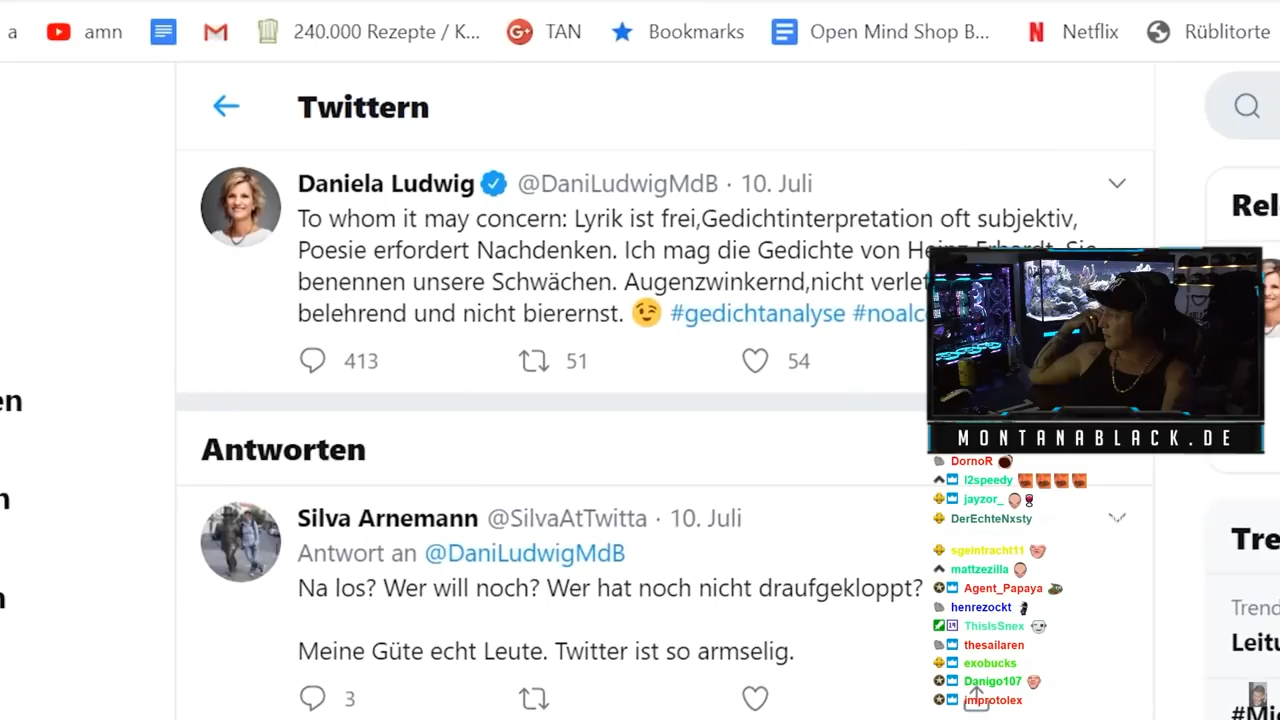 a amn 240.000 Rezepte / K... TAN Bookmarks Open Mind Shop B... Netflix Rüblitorte
Twittern
Daniela Ludwig @DaniLudwigMdB · 10. Juli
To whom it may concern: Lyrik ist frei,Gedichtinterpretation oft subjektiv,
Poesie erfordert Nachdenken. Ich mag die Gedichte von Heinz Erhardt. Sie
benennen unsere Schwächen. Augenzwinkernd,nicht
belehrend und nicht bierernst. 😉 #gedichtanalyse
413 51 54
Antworten
Silva Arnemann @SilvaAtTwitta · 10. Juli
Antwort an @DaniLudwigMdB
Na los? Wer will noch? Wer hat noch nicht draufgekloppt?
Meine Güte echt Leute. Twitter ist so armselig.
3
MONTANABLACK.DE
DornoR
l2speedy
jayzor_
DerEchteNxsty
sgeintracht11
mattzezilla
Agent_Papaya
henrezockt
ThisIsSnex
thesailaren
exobucks
Danigo107
improtolex
en
n
n
Rel
Tre
Trend
Leitu
#Mi